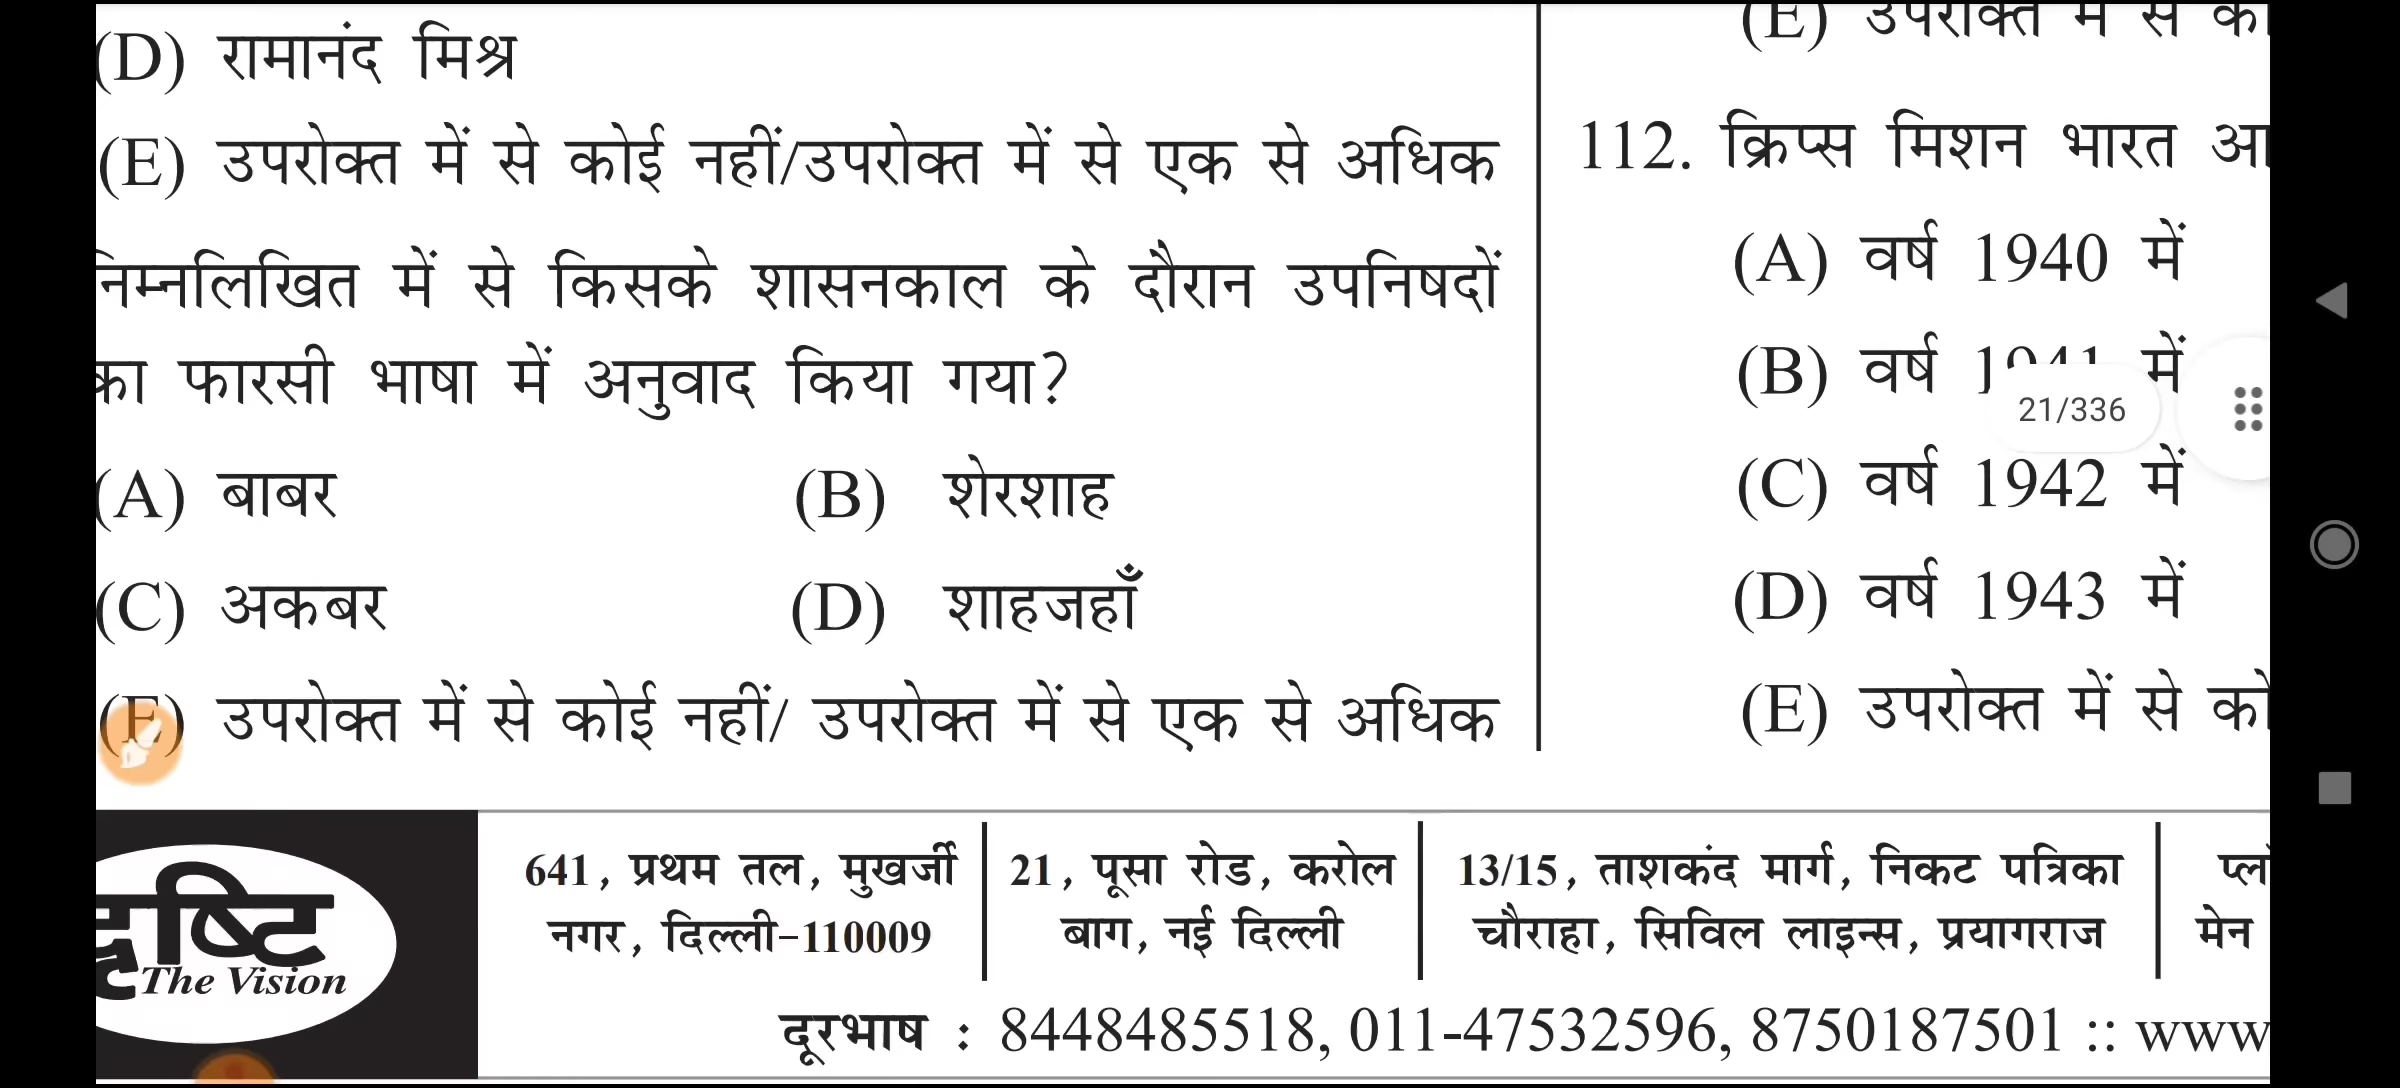 (D) रामानंद मिश्र
(E) उपरोक्त में से कोई नहीं/उपरोक्त में से एक से अधिक
निम्नलिखित में से किसके शासनकाल के दौरान उपनिषदों
का फारसी भाषा में अनुवाद किया गया?
(A) बाबर (B) शेरशाह
(C) अकबर (D) शाहजहाँ
(E) उपरोक्त में से कोई नहीं/ उपरोक्त में से एक से अधिक
(E) उपरोक्त में से
112. क्रिप्स मिशन भारत
(A) वर्ष 1940 में
(B) वर्ष 1941 में
21/336
(C) वर्ष 1942 में
(D) वर्ष 1943 में
(E) उपरोक्त में से
दृष्टि
The Vision
641, प्रथम तल, मुखर्जी
नगर, दिल्ली-110009
21, पूसा रोड, करोल
बाग, नई दिल्ली
13/15, ताशकंद मार्ग, निकट पत्रिका
चौराहा, सिविल लाइन्स, प्रयागराज
मेन
दूरभाष : 8448485518, 011-47532596, 8750187501 :: www